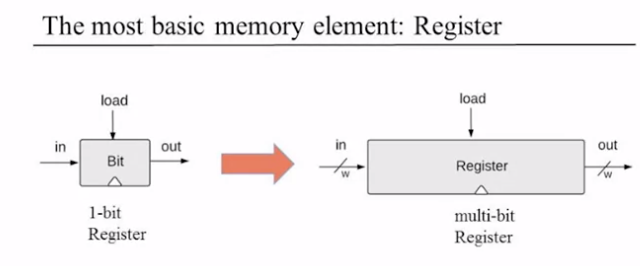 The most basic memory element: Register
load
in
Bit
out
1-bit
Register
load
in
w
Register
out
w
multi-bit
Register